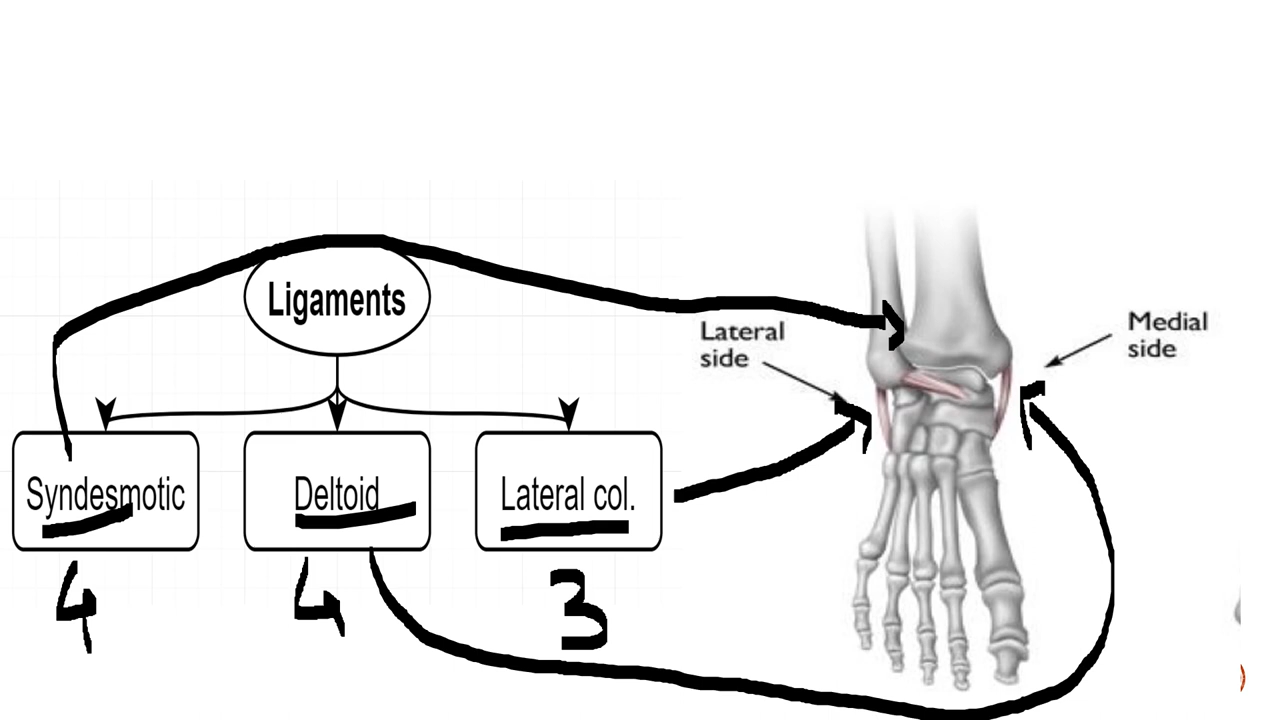 Ligaments
Syndesmotic
Deltoid
Lateral col.
4
4
3
Lateral
side
Medial
side